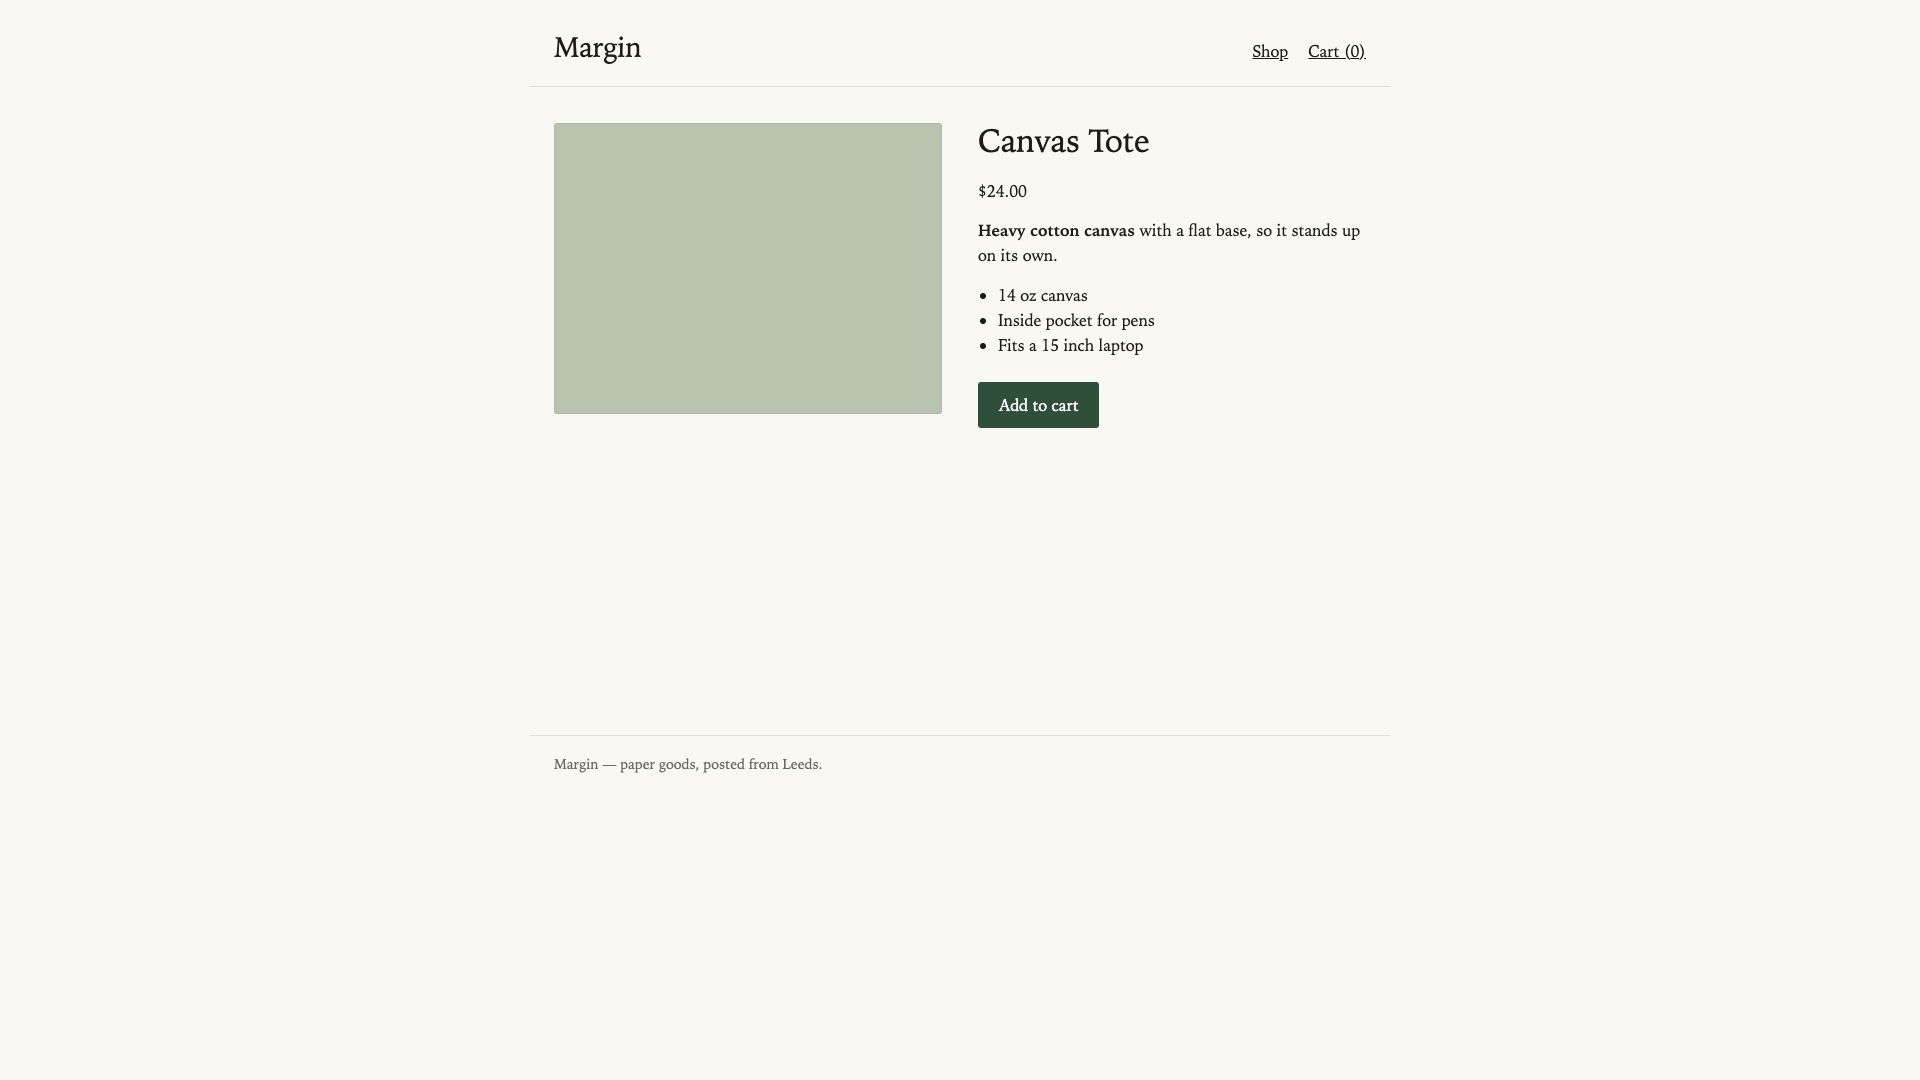 Margin
Shop Cart (0)
Canvas Tote
$24.00
Heavy cotton canvas with a flat base, so it stands up
on its own.
14 oz canvas
Inside pocket for pens
Fits a 15 inch laptop
Add to cart
Margin — paper goods, posted from Leeds.